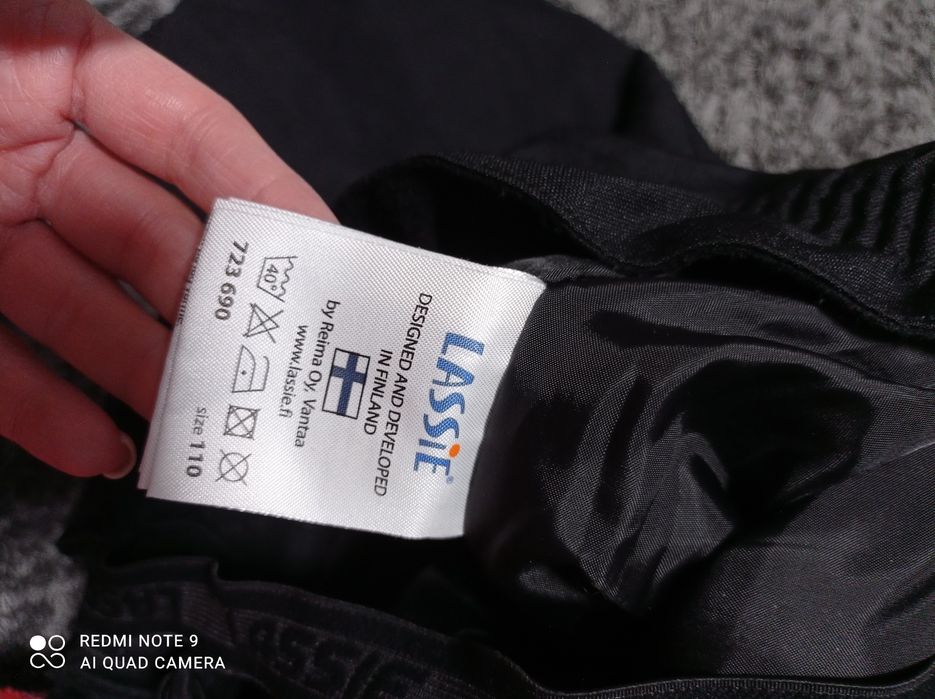 LASSiE®
DESIGNED AND DEVELOPED
IN FINLAND
by Reima Oy, Vantaa
www.lassie.fi
40°
723 690
size 110
REDMI NOTE 9
AI QUAD CAMERA